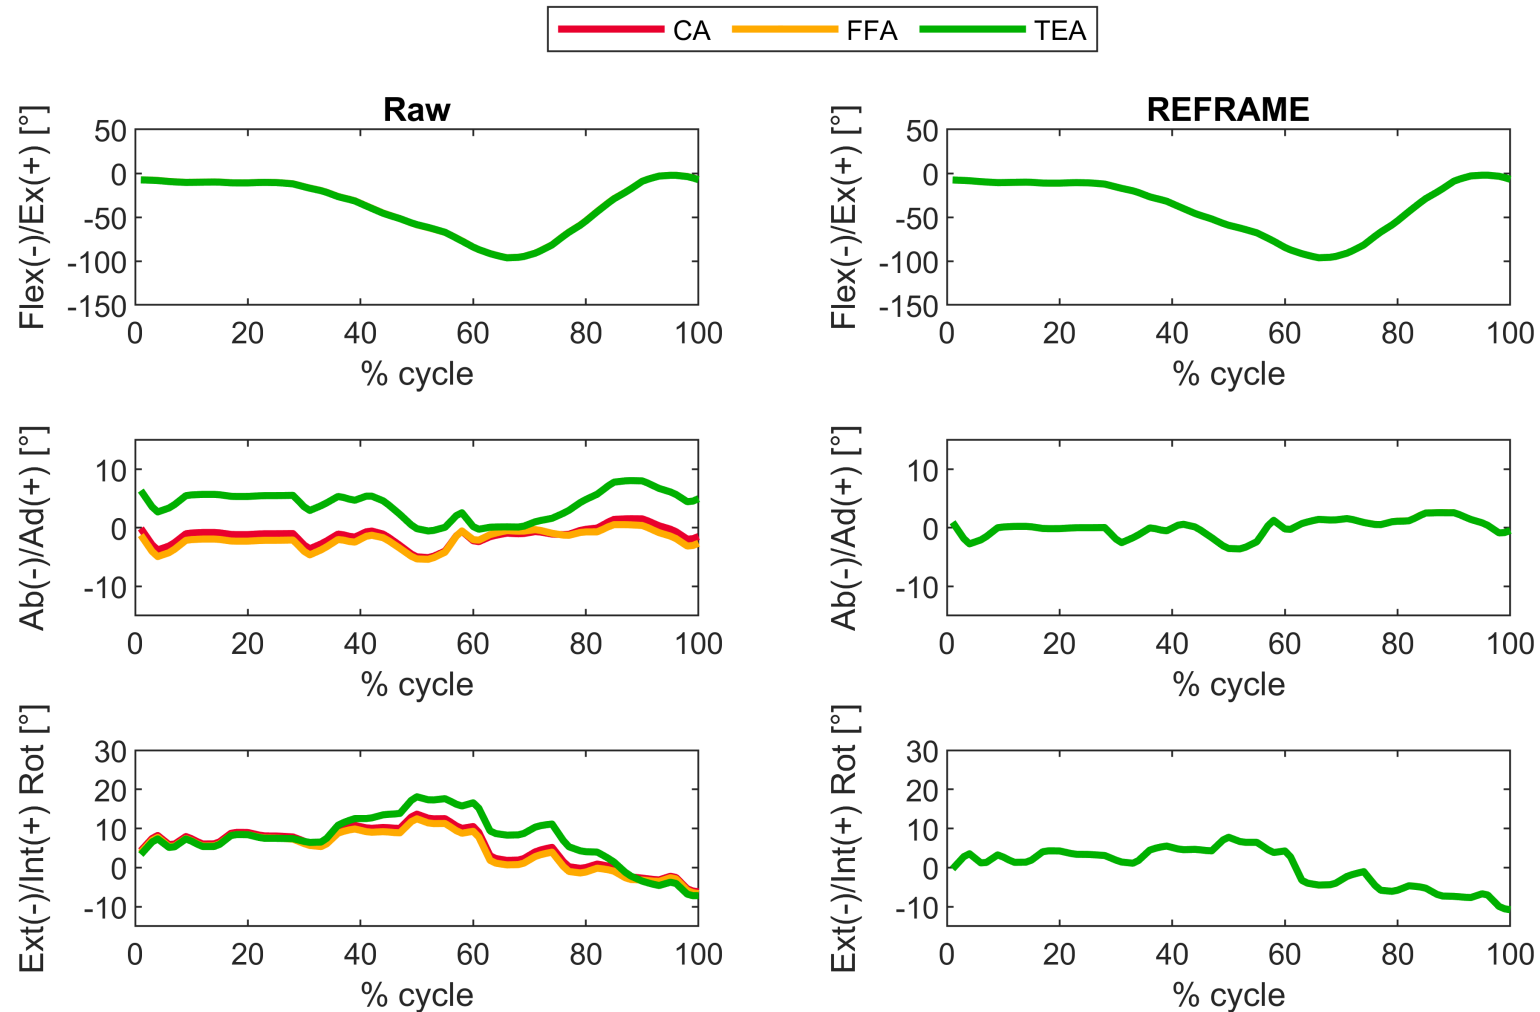 CA FFA TEA
Raw
Flex(-)/Ex(+) [°]
50
0
-50
-100
-150
0 20 40 60 80 100
% cycle
REFRAME
Flex(-)/Ex(+) [°]
50
0
-50
-100
-150
0 20 40 60 80 100
% cycle
Ab(-)/Ad(+) [°]
10
0
-10
0 20 40 60 80 100
% cycle
Ab(-)/Ad(+) [°]
10
0
-10
0 20 40 60 80 100
% cycle
Ext(-)/Int(+) Rot [°]
30
20
10
0
-10
0 20 40 60 80 100
% cycle
Ext(-)/Int(+) Rot [°]
30
20
10
0
-10
0 20 40 60 80 100
% cycle